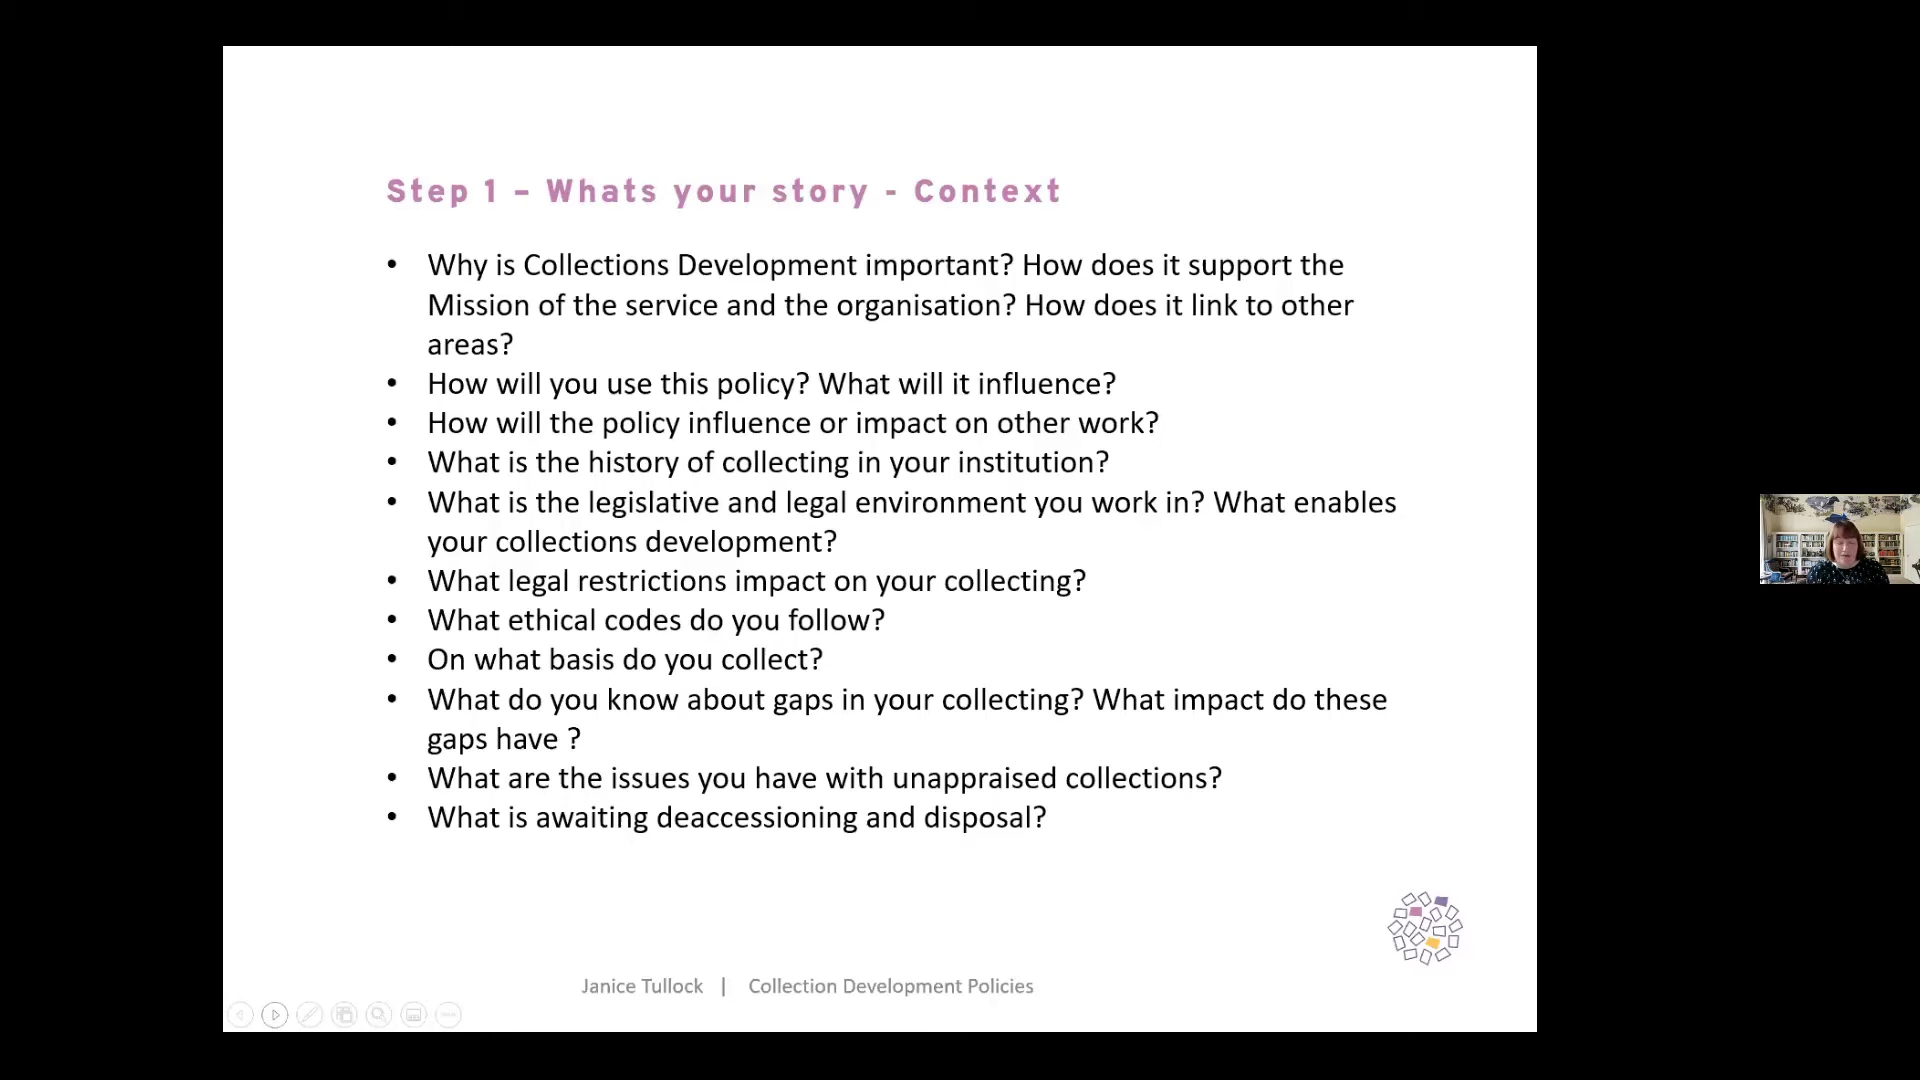 Step 1 – Whats your story - Context
• Why is Collections Development important? How does it support the
Mission of the service and the organisation? How does it link to other
areas?
• How will you use this policy? What will it influence?
• How will the policy influence or impact on other work?
• What is the history of collecting in your institution?
• What is the legislative and legal environment you work in? What enables
your collections development?
• What legal restrictions impact on your collecting?
• What ethical codes do you follow?
• On what basis do you collect?
• What do you know about gaps in your collecting? What impact do these
gaps have ?
• What are the issues you have with unappraised collections?
• What is awaiting deaccessioning and disposal?
Janice Tullock | Collection Development Policies